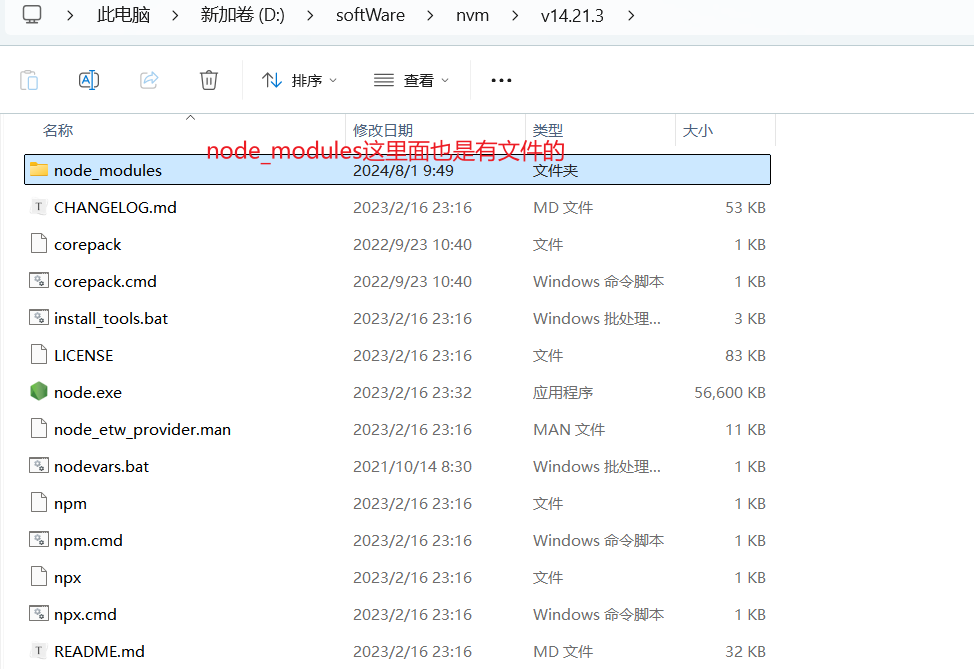 此电脑 新加卷 (D:) softWare nvm v14.21.3
排序 查看
名称 修改日期 类型 大小
node_modules这里面也是有文件的
node_modules 2024/8/1 9:49 文件夹
CHANGELOG.md 2023/2/16 23:16 MD 文件 53 KB
corepack 2022/9/23 10:40 文件 1 KB
corepack.cmd 2022/9/23 10:40 Windows 命令脚本 1 KB
install_tools.bat 2023/2/16 23:16 Windows 批处理... 3 KB
LICENSE 2023/2/16 23:16 文件 83 KB
node.exe 2023/2/16 23:32 应用程序 56,600 KB
node_etw_provider.man 2023/2/16 23:16 MAN 文件 11 KB
nodevars.bat 2021/10/14 8:30 Windows 批处理... 1 KB
npm 2023/2/16 23:16 文件 1 KB
npm.cmd 2023/2/16 23:16 Windows 命令脚本 1 KB
npx 2023/2/16 23:16 文件 1 KB
npx.cmd 2023/2/16 23:16 Windows 命令脚本 1 KB
README.md 2023/2/16 23:16 MD 文件 32 KB